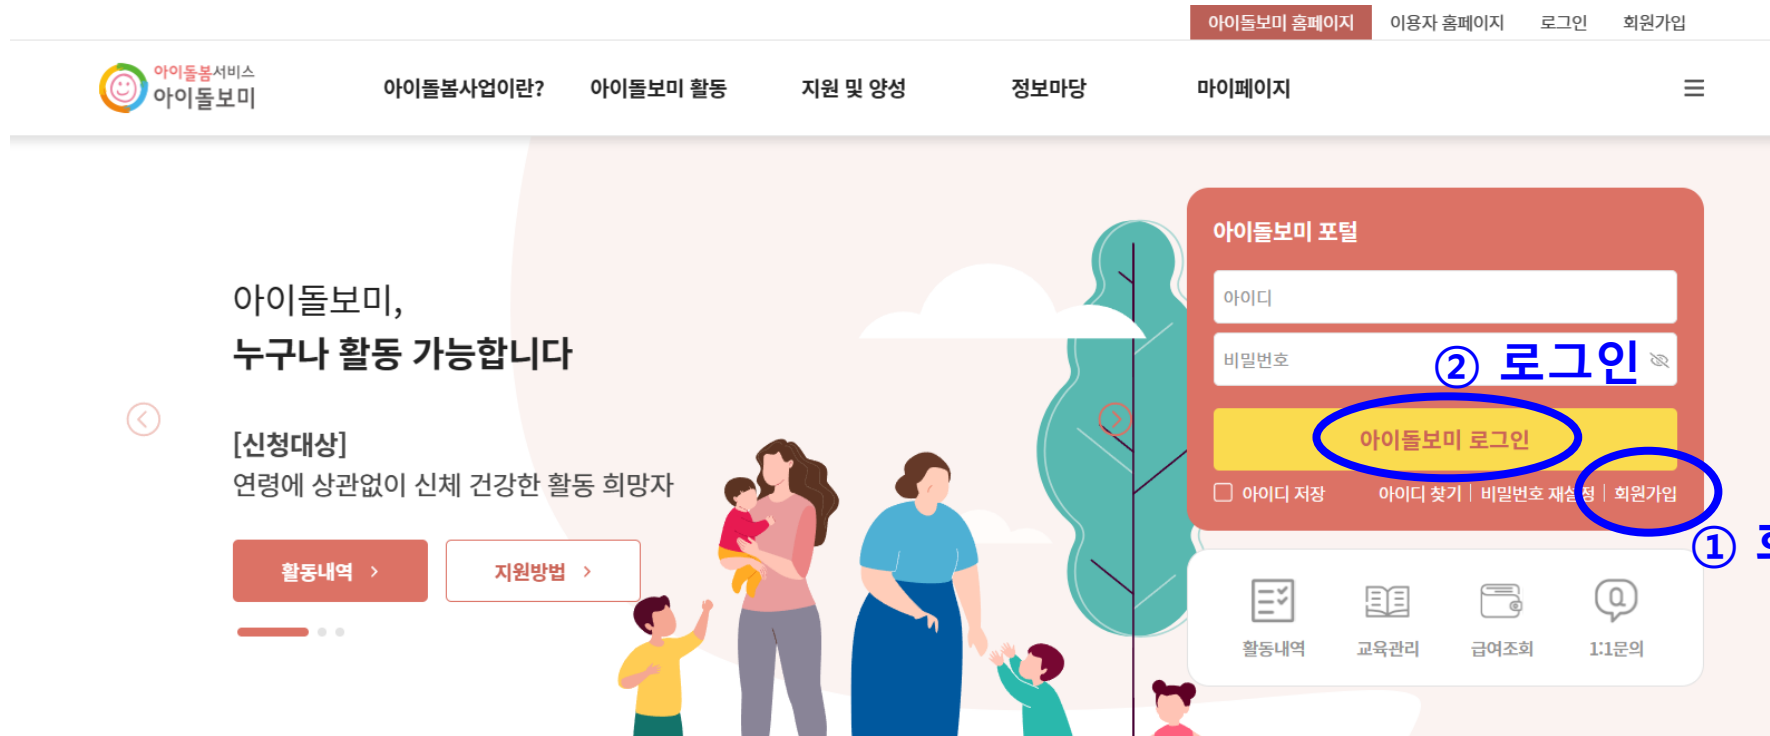 아이돌보미 홈페이지 이용자 홈페이지 로그인 회원가입
아이돌봄서비스
아이돌보미
아이돌봄사업이란? 아이돌보미 활동 지원 및 양성 정보마당 마이페이지
아이돌보미,
누구나 활동 가능합니다
[신청대상]
연령에 상관없이 신체 건강한 활동 희망자
활동내역 >
지원방법 >
아이돌보미 포털
아이디
비밀번호
② 로그인
아이돌보미 로그인
아이디 저장 아이디 찾기 | 비밀번호 재설정 | 회원가입
①
활동내역 교육관리 급여조회 1:1문의